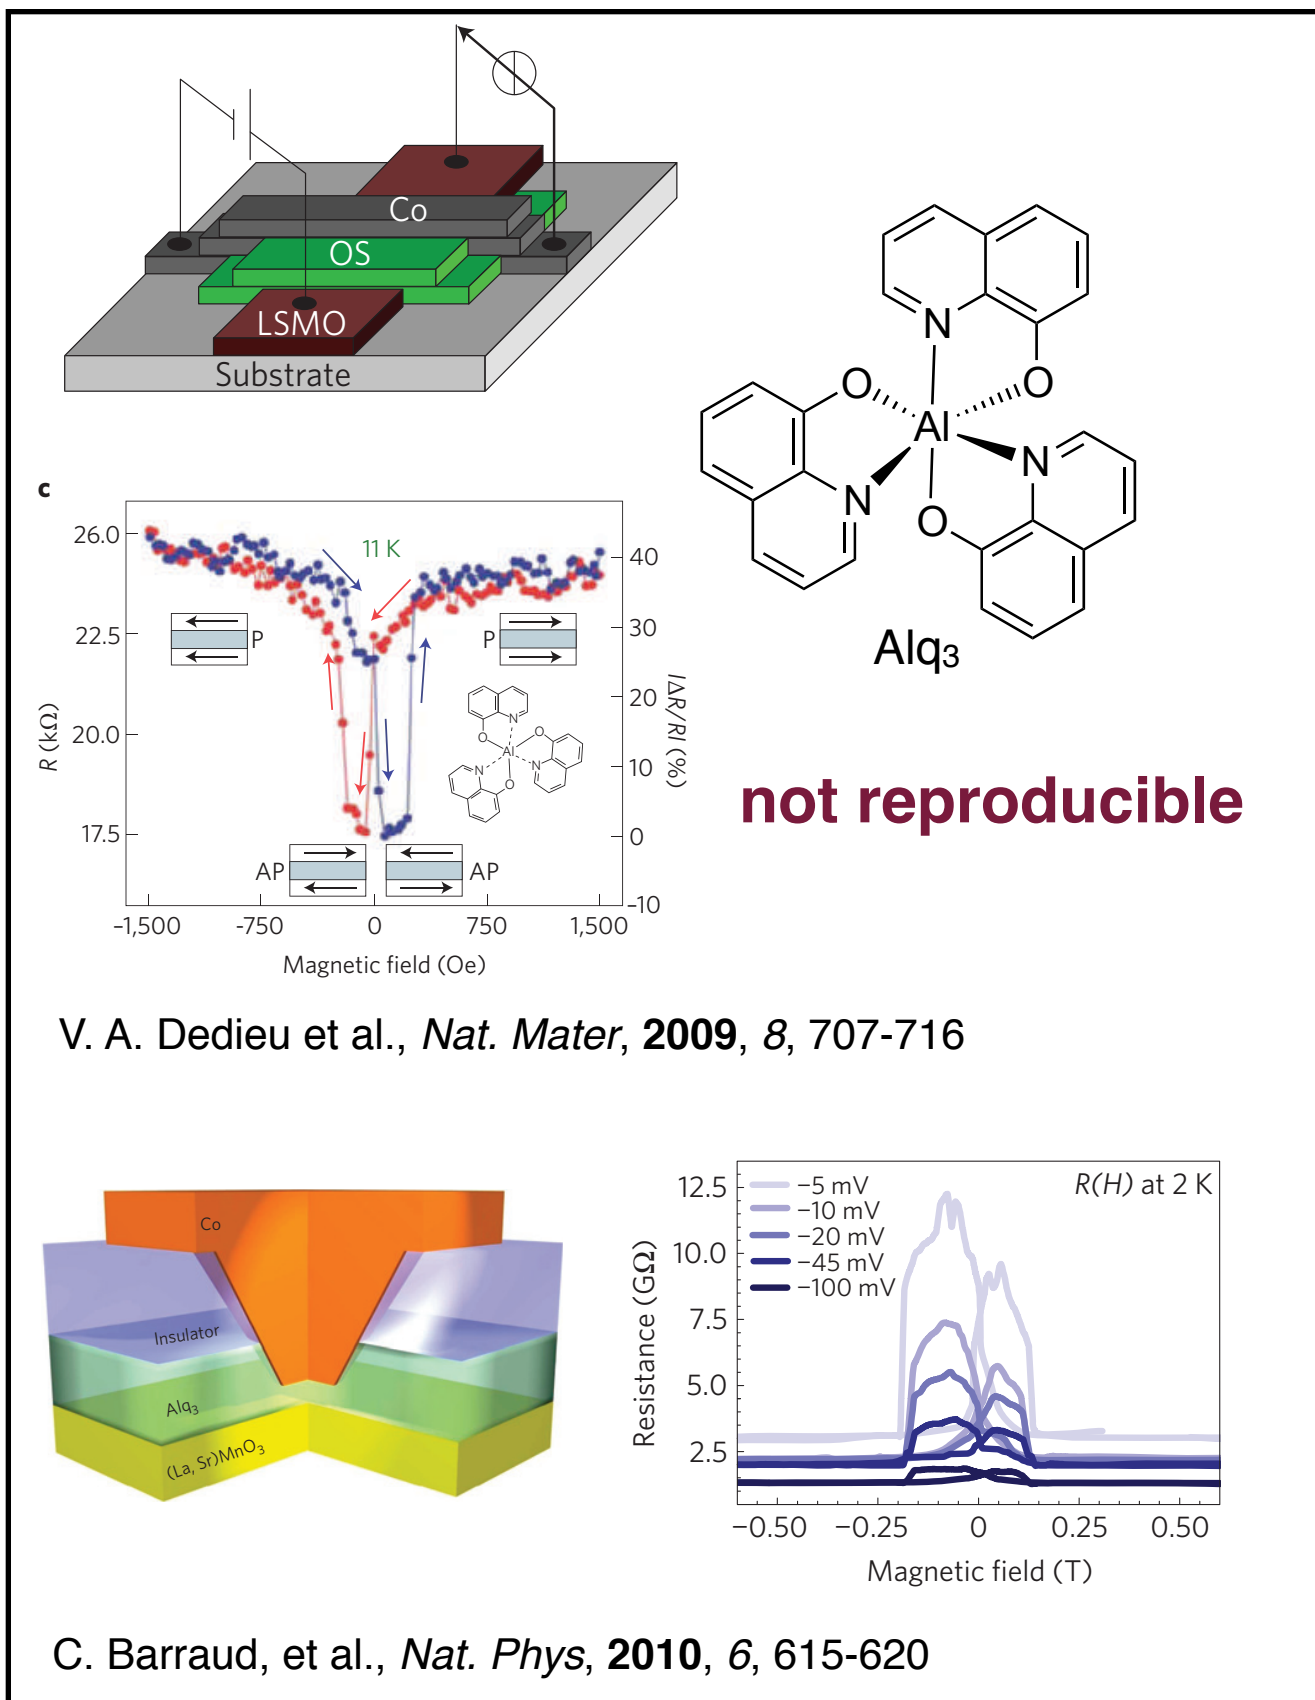 Co
OS
LSMO
Substrate
N
O
O
Al
N
N
O
Alq3
c
26.0
22.5
20.0
17.5
R (kΩ)
11 K
P
P
AP
AP
N
O
O
Al
N
N
O
40
30
20
10
0
–10
IΔR/RI (%)
-1,500
-750
0
750
1,500
Magnetic field (Oe)
not reproducible
V. A. Dedieu et al., Nat. Mater, 2009, 8, 707-716
Co
Insulator
Alq3
(La, Sr)MnO3
12.5
10.0
7.5
5.0
2.5
Resistance (GΩ)
−5 mV
−10 mV
−20 mV
−45 mV
−100 mV
R(H) at 2 K
−0.50
−0.25
0
0.25
0.50
Magnetic field (T)
C. Barraud, et al., Nat. Phys, 2010, 6, 615-620